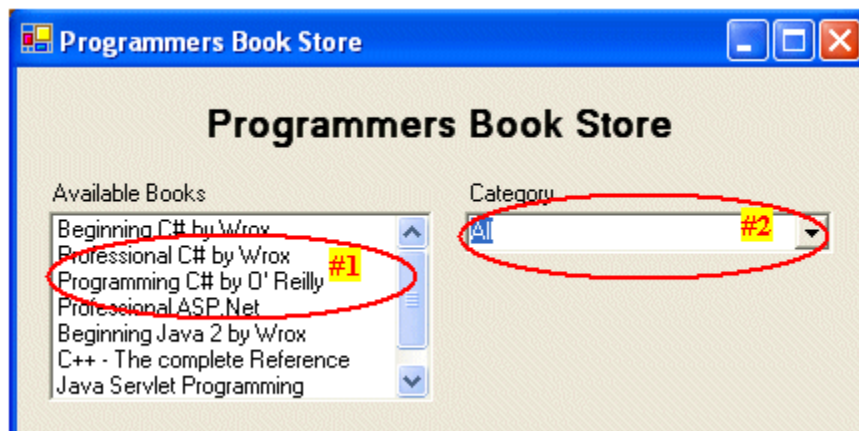 Programmers Book Store
Programmers Book Store
Available Books
Beginning C# by Wrox
Professional C# by Wrox
#1
Programming C# by O' Reilly
Professional ASP.Net
Beginning Java 2 by Wrox
C++ - The complete Reference
Java Servlet Programming
Category
All
#2